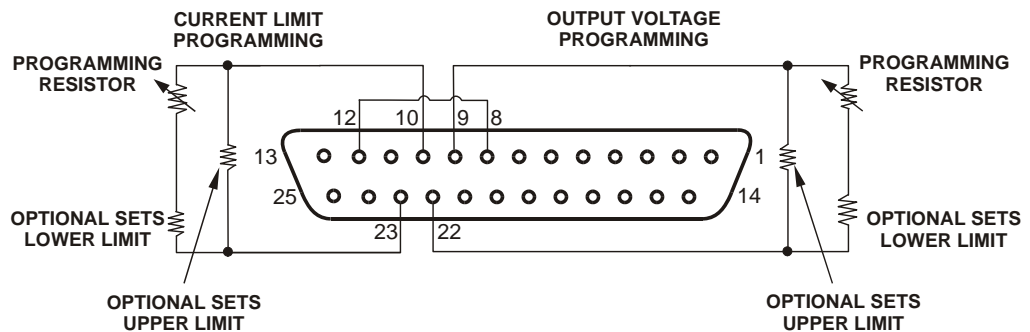 CURRENT LIMIT
PROGRAMMING
OUTPUT VOLTAGE
PROGRAMMING
PROGRAMMING
RESISTOR
PROGRAMMING
RESISTOR
12
10
9
8
13
1
25
14
23
22
OPTIONAL SETS
LOWER LIMIT
OPTIONAL SETS
LOWER LIMIT
OPTIONAL SETS
UPPER LIMIT
OPTIONAL SETS
UPPER LIMIT